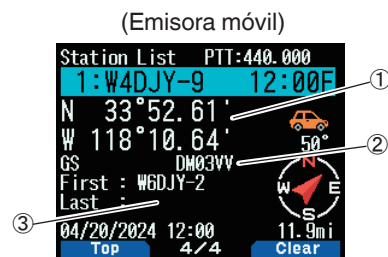 (Emisora móvil)
Station List PTT:440.000
1:W4DJY-9 12:00F
N 33°52.61'
①
W 118°10.64'
50°
GS DM03VV
②
N
First : W6DJY-2
W E
Last :
③
S
04/20/2024 12:00 11.9mi
Top 4/4 Clear